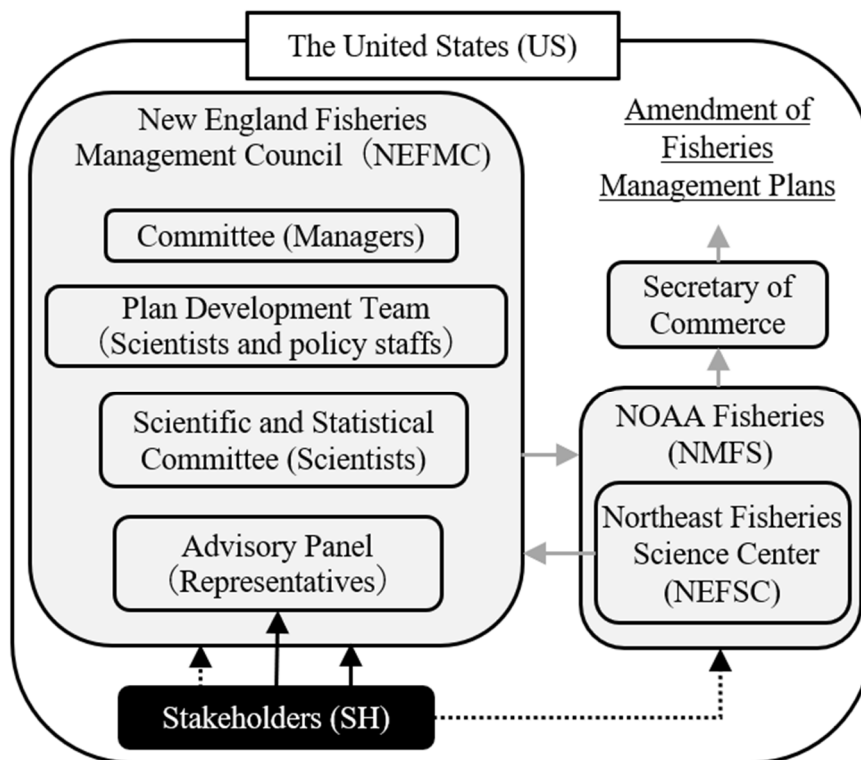 The United States (US)
New England Fisheries
Management Council（NEFMC)
Committee (Managers)
Plan Development Team
（Scientists and policy staffs）
Scientific and Statistical
Committee (Scientists)
Advisory Panel
（Representatives）
Stakeholders (SH)
Amendment of
Fisheries
Management Plans
Secretary of
Commerce
NOAA Fisheries
(NMFS)
Northeast Fisheries
Science Center
(NEFSC)